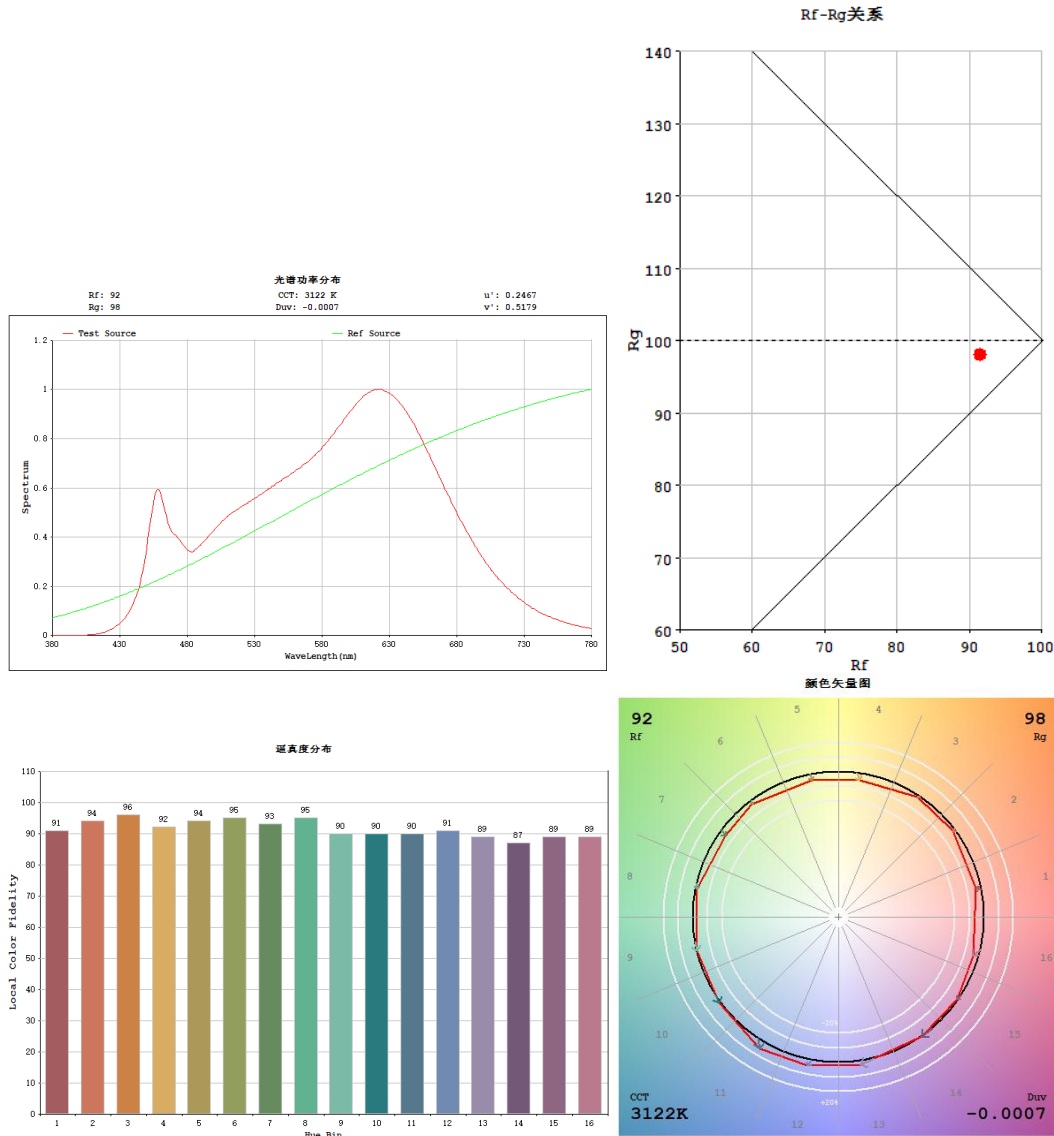 Rf-Rg关系
140
130
120
110
100
90
80
70
60
Rg
50 60 70 80 90 100
Rf
光谱功率分布
Rf: 92 CCT: 3122 K u': 0.2467
Rg: 98 Duv: -0.0007 v': 0.5179
Test Source Ref Source
1.2
1
0.8
0.6
0.4
0.2
0
Spectrum
380 430 480 530 580 630 680 730 780
WaveLength(nm)
逼真度分布
110
100
90
80
70
60
50
40
30
20
10
0
Local Color Fidelity
91 94 96 92 94 95 93 95 90 90 90 91 89 87 89 89
1 2 3 4 5 6 7 8 9 10 11 12 13 14 15 16
Hue Bin
颜色矢量图
92 98
Rf Rg
5 4
6 3
7 2
8 1
9 16
10 15
11 14
12 13
-20%
+20%
CCT Duv
3122K -0.0007